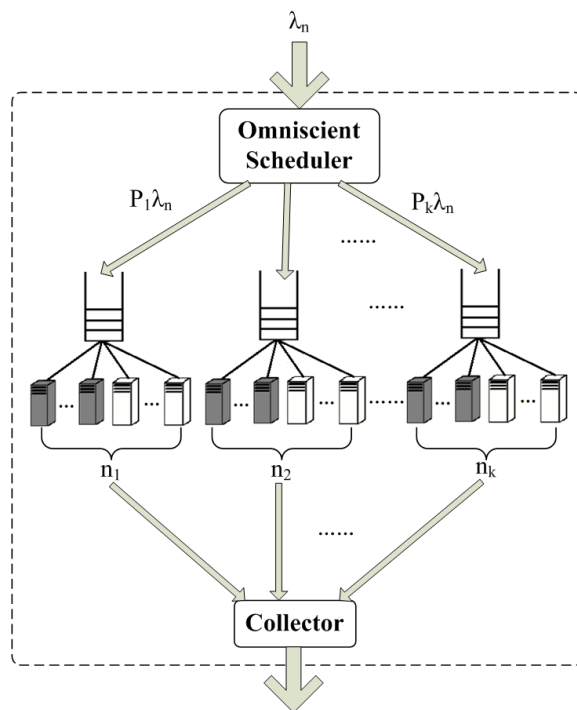 λₙ
Omniscient
Scheduler
P₁λₙ
Pₖλₙ
......
......
... ... ... ... ...... ... ...
n₁
n₂
nₖ
......
Collector